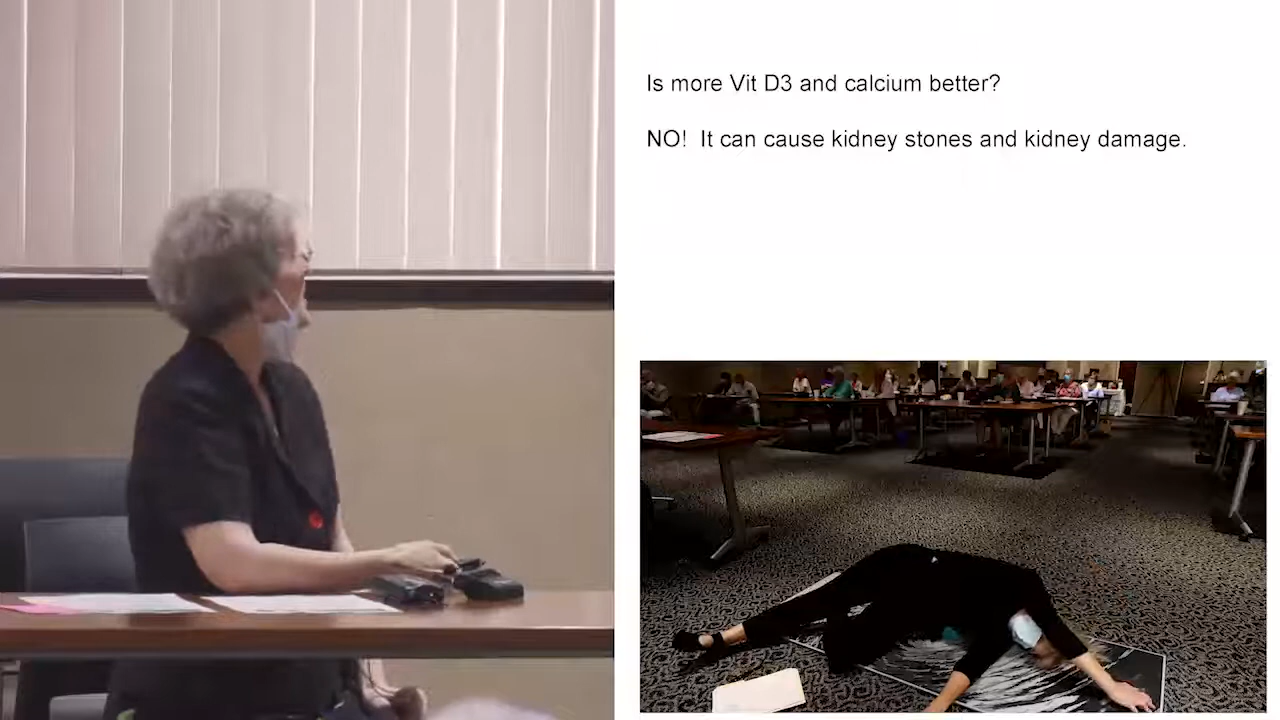 Is more Vit D3 and calcium better?
NO!  It can cause kidney stones and kidney damage.